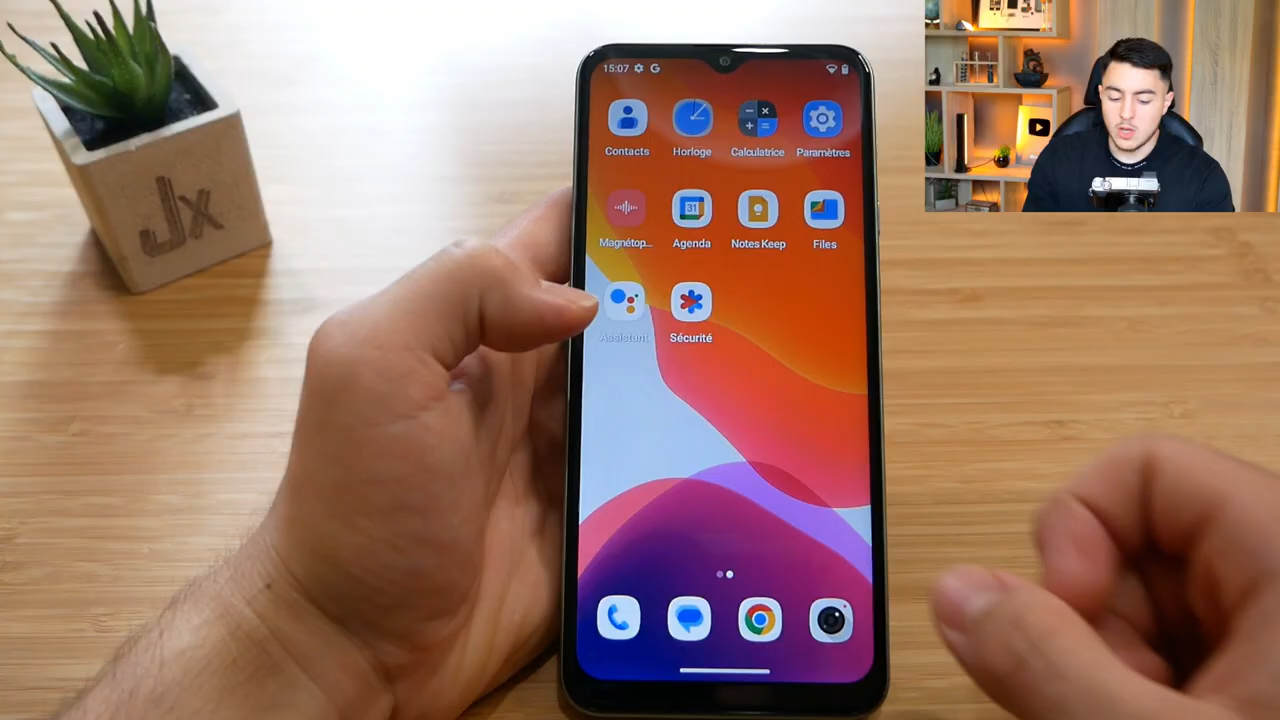 Jx
15:07
Contacts
Horloge
Calculatrice
Paramètres
Magnétop...
31
Agenda
Notes Keep
Files
Assistant
Sécurité